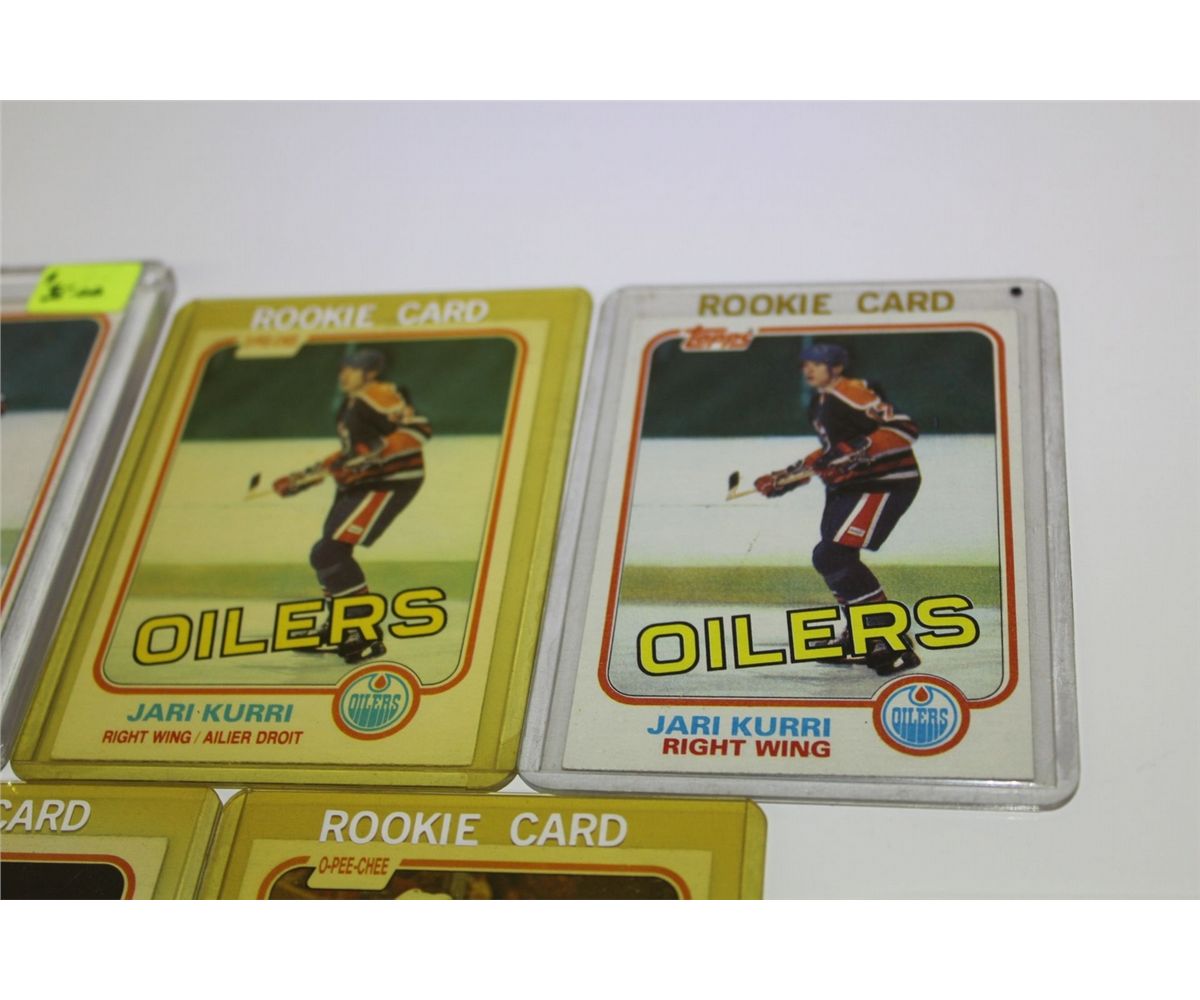 ROOKIE CARD
OILERS
OILERS
JARI KURRI
RIGHT WING / AILIER DROIT
ROOKIE CARD
TOPPS
OILERS
OILERS
JARI KURRI
RIGHT WING
CARD
ROOKIE CARD
O-PEE-CHEE